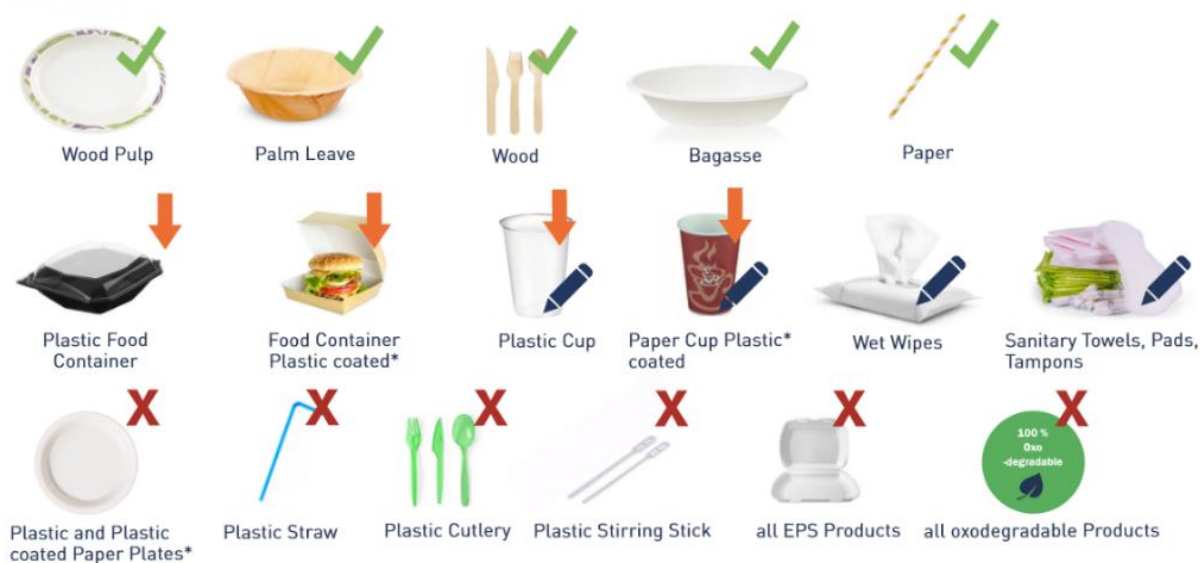 Wood Pulp
Palm Leave
Wood
Bagasse
Paper
Plastic Food
Container
Food Container
Plastic coated*
Plastic Cup
Paper Cup Plastic*
coated
Wet Wipes
Sanitary Towels, Pads,
Tampons
X
X
X
X
X
X
100 %
Oxo
-degradable
Plastic and Plastic
coated Paper Plates*
Plastic Straw
Plastic Cutlery
Plastic Stirring Stick
all EPS Products
all oxodegradable Products